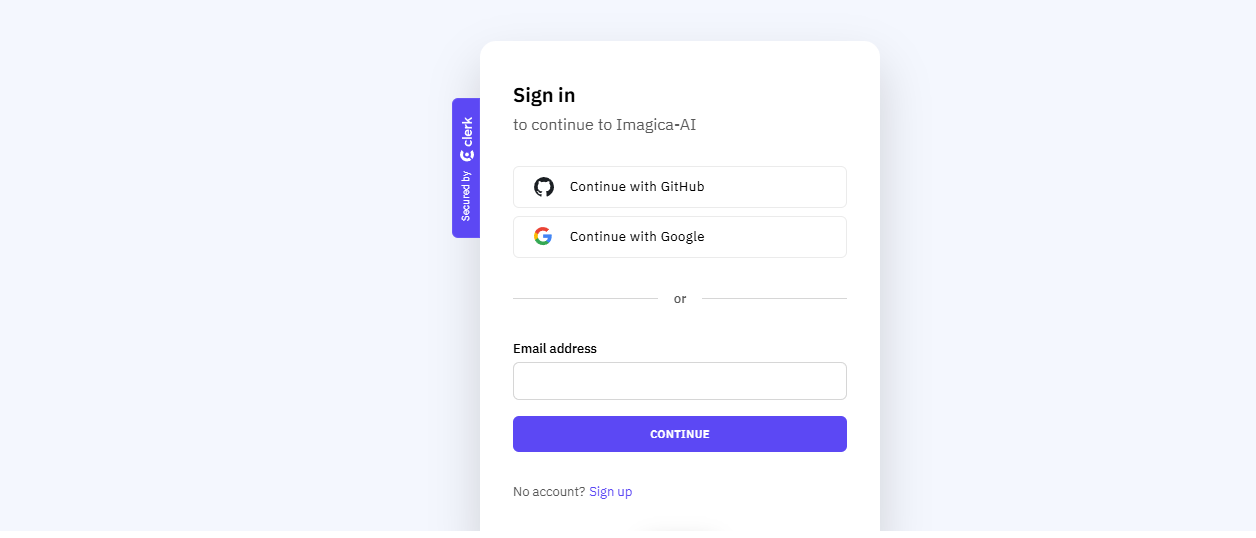 Sign in
to continue to Imagica-AI
Secured by clerk
Continue with GitHub
Continue with Google
or
Email address
CONTINUE
No account? Sign up